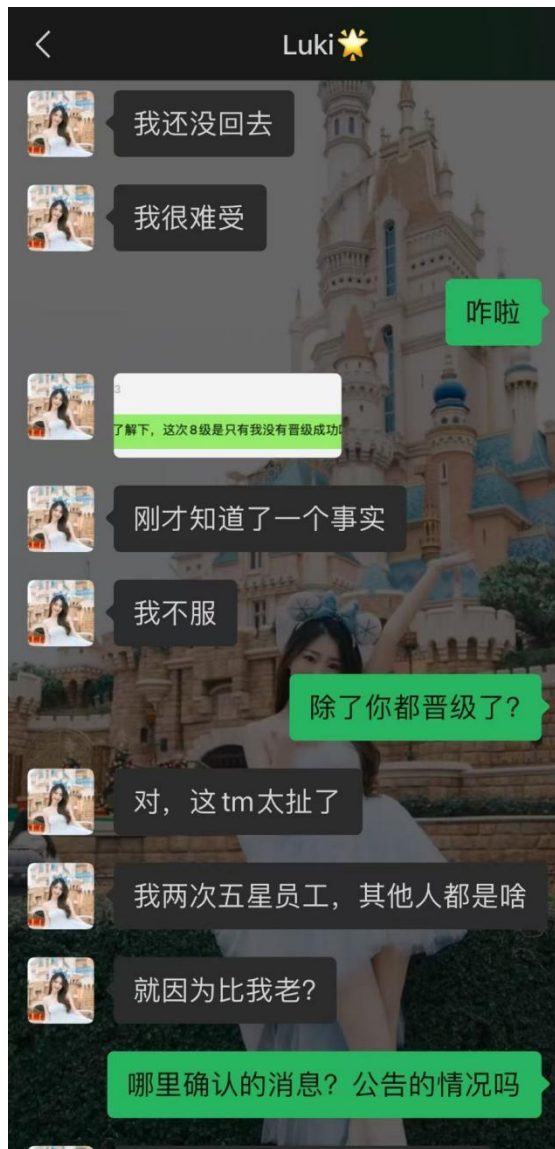 Luki🌟
我还没回去
我很难受
咋啦
3
了解下，这次8级是只有我没有晋级成功
刚才知道了一个事实
我不服
除了你都晋级了？
对，这tm太扯了
我两次五星员工，其他人都是啥
就因为比我老？
哪里确认的消息？公告的情况吗